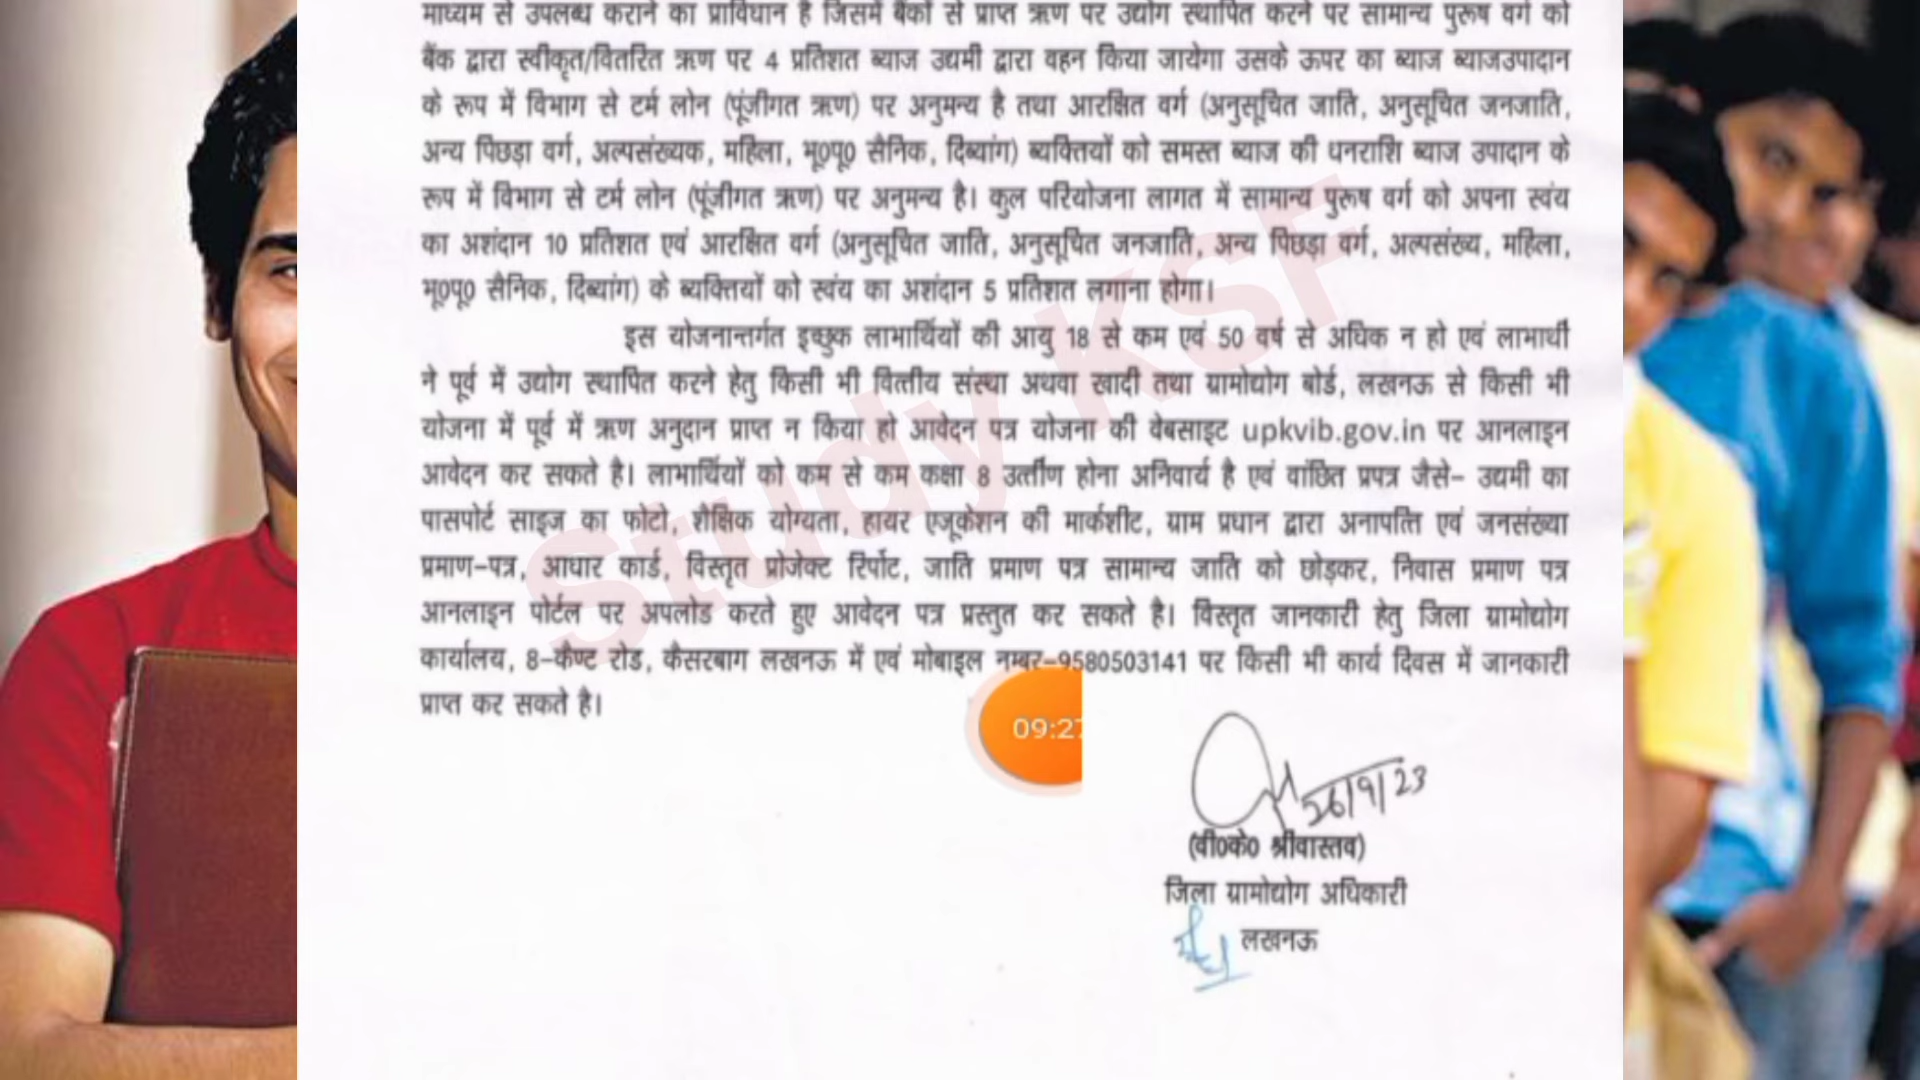 माध्यम से उपलब्ध कराने का प्राविधान है जिसमें बैंकों से प्राप्त ऋण पर उद्योग स्थापित करने पर सामान्य पुरूष वर्ग को
बैंक द्वारा स्वीकृत/वितरित ऋण पर 4 प्रतिशत ब्याज उद्यमी द्वारा वहन किया जायेगा उसके ऊपर का ब्याज ब्याजउपादान
के रूप में विभाग से टर्म लोन (पूंजीगत ऋण) पर अनुमन्य है तथा आरक्षित वर्ग (अनुसूचित जाति, अनुसूचित जनजाति,
अन्य पिछड़ा वर्ग, अल्पसंख्यक, महिला, भू0पू0 सैनिक, दिब्यांग) ब्यक्तियों को समस्त ब्याज की धनराशि ब्याज उपादान के
रूप में विभाग से टर्म लोन (पूंजीगत ऋण) पर अनुमन्य है। कुल परियोजना लागत में सामान्य पुरूष वर्ग को अपना स्वंय
का अशंदान 10 प्रतिशत एवं आरक्षित वर्ग (अनुसूचित जाति, अनुसूचित जनजाति, अन्य पिछड़ा वर्ग, अल्पसंख्य, महिला,
भू0पू0 सैनिक, दिब्यांग) के ब्यक्तियों को स्वंय का अशंदान 5 प्रतिशत लगाना होगा।
इस योजनान्तर्गत इच्छुक लाभार्थियों की आयु 18 से कम एवं 50 वर्ष से अधिक न हो एवं लाभार्थी
ने पूर्व में उद्योग स्थापित करने हेतु किसी भी वित्तीय संस्था अथवा खादी तथा ग्रामोद्योग बोर्ड, लखनऊ से किसी भी
योजना में पूर्व में ऋण अनुदान प्राप्त न किया हो आवेदन पत्र योजना की वेबसाइट upkvib.gov.in पर आनलाइन
आवेदन कर सकते है। लाभार्थियों को कम से कम कक्षा 8 उर्त्तीण होना अनिवार्य है एवं वांछित प्रपत्र जैसे– उद्यमी का
पासपोर्ट साइज का फोटो, शैक्षिक योग्यता, हायर एजूकेशन की मार्कशीट, ग्राम प्रधान द्वारा अनापत्ति एवं जनसंख्या
प्रमाण–पत्र, आधार कार्ड, विस्तृत प्रोजेक्ट रिर्पोट, जाति प्रमाण पत्र सामान्य जाति को छोड़कर, निवास प्रमाण पत्र
आनलाइन पोर्टल पर अपलोड करते हुए आवेदन पत्र प्रस्तुत कर सकते है। विस्तृत जानकारी हेतु जिला ग्रामोद्योग
कार्यालय, 8–कैण्ट रोड, कैसरबाग लखनऊ में एवं मोबाइल नम्बर–9580503141 पर किसी भी कार्य दिवस में जानकारी
प्राप्त कर सकते है।
Study KSF
09:27
26/9/23
(वी0के0 श्रीवास्तव)
जिला ग्रामोद्योग अधिकारी
लखनऊ